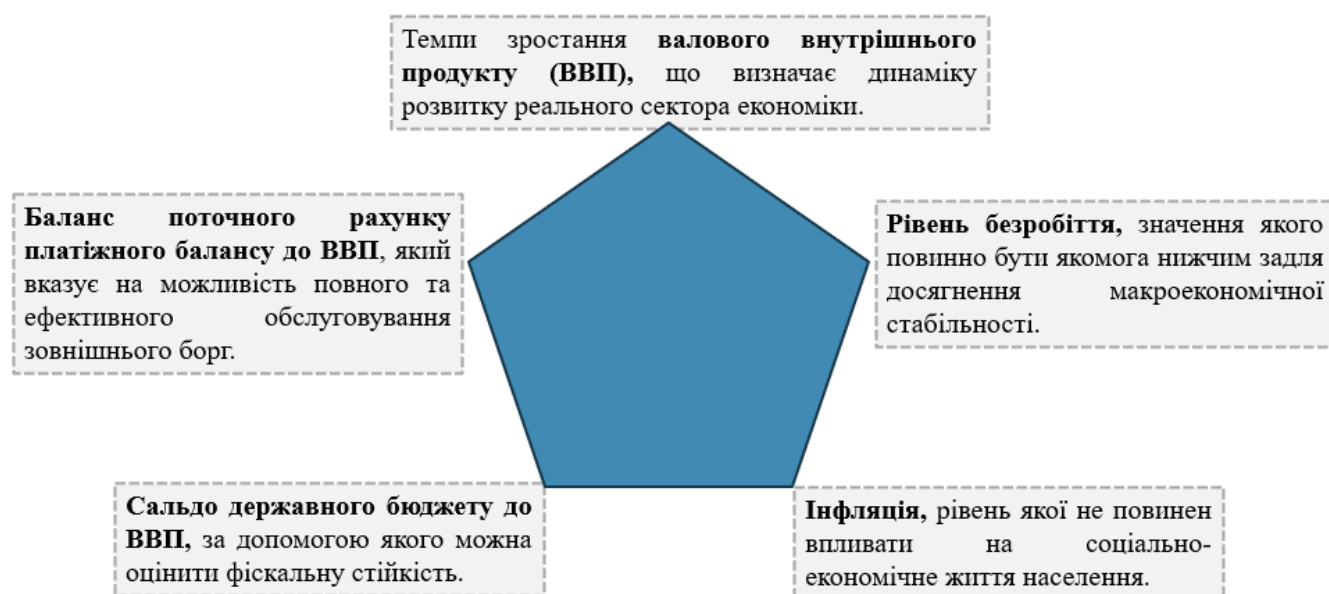 Темпи зростання валового внутрішнього
продукту (ВВП), що визначає динаміку
розвитку реального сектора економіки.
Баланс поточного рахунку
платіжного балансу до ВВП, який
вказує на можливість повного та
ефективного обслуговування
зовнішнього борг.
Рівень безробіття, значення якого
повинно бути якомога нижчим задля
досягнення макроекономічної
стабільності.
Сальдо державного бюджету до
ВВП, за допомогою якого можна
оцінити фіскальну стійкість.
Інфляція, рівень якої не повинен
впливати на соціально-
економічне життя населення.